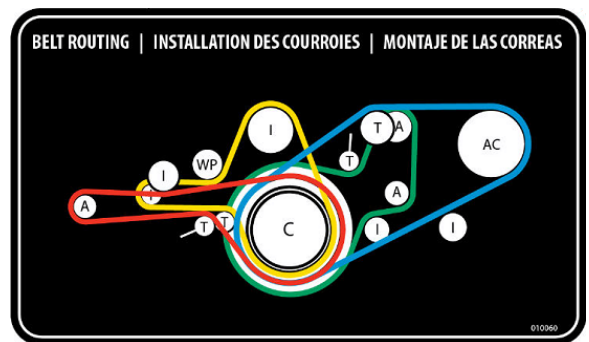 BELT ROUTING | INSTALLATION DES COURROIES | MONTAJE DE LAS CORREAS
I
T A
AC
WP
T
I
I
A
A
T
T
C
I
I
010060